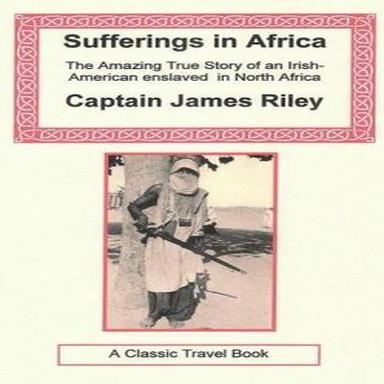 Sufferings in Africa
The Amazing True Story of an Irish-
American enslaved in North Africa
Captain James Riley
A Classic Travel Book